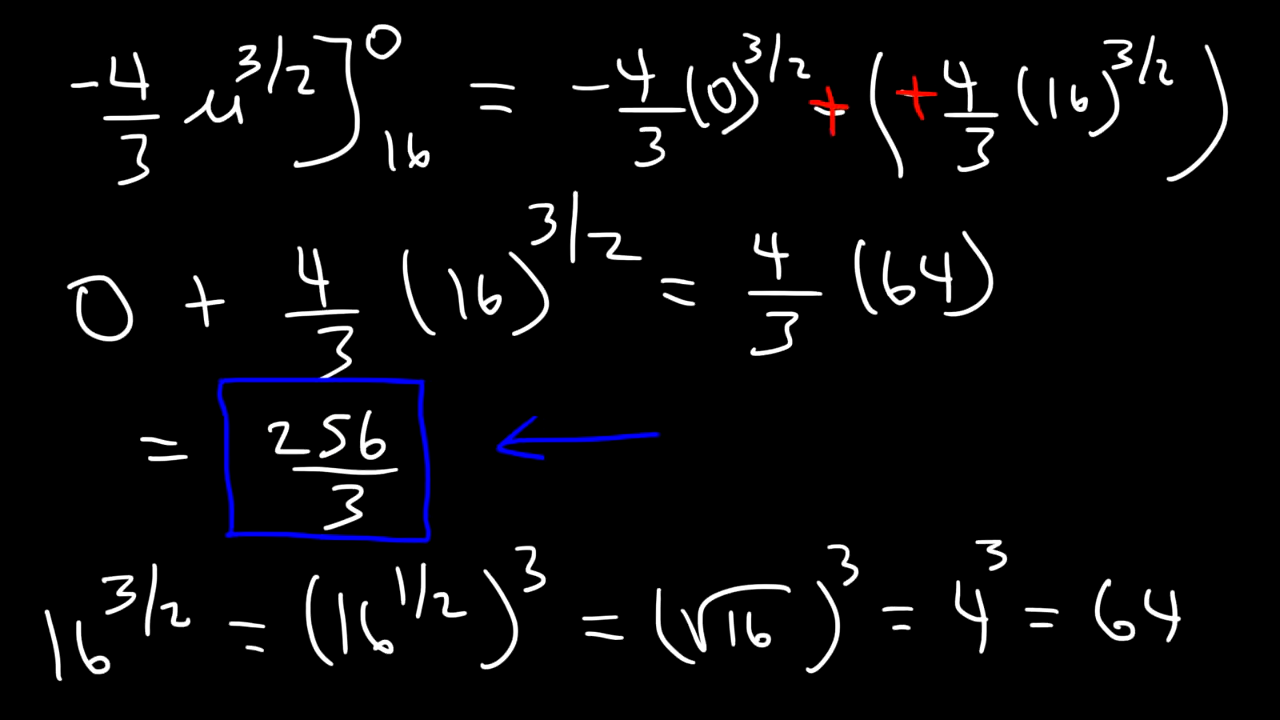 -4/3 u^{3/2}]_{16}^{0} = -4/3 (0)^{3/2} + (+4/3 (16)^{3/2})
0 + 4/3 (16)^{3/2} = 4/3 (64)
= 256/3 ←
16^{3/2} = (16^{1/2})^3 = (√16)^3 = 4^3 = 64